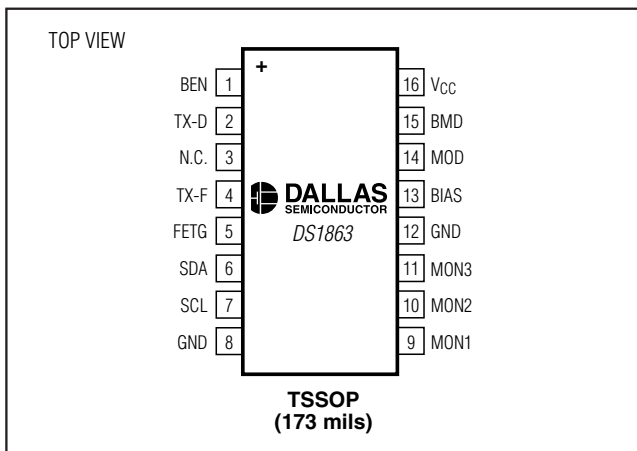 TOP VIEW
+
BEN 1
TX-D 2
N.C. 3
TX-F 4
FETG 5
SDA 6
SCL 7
GND 8
DALLAS
SEMICONDUCTOR
DS1863
16 VCC
15 BMD
14 MOD
13 BIAS
12 GND
11 MON3
10 MON2
9 MON1
TSSOP
(173 mils)